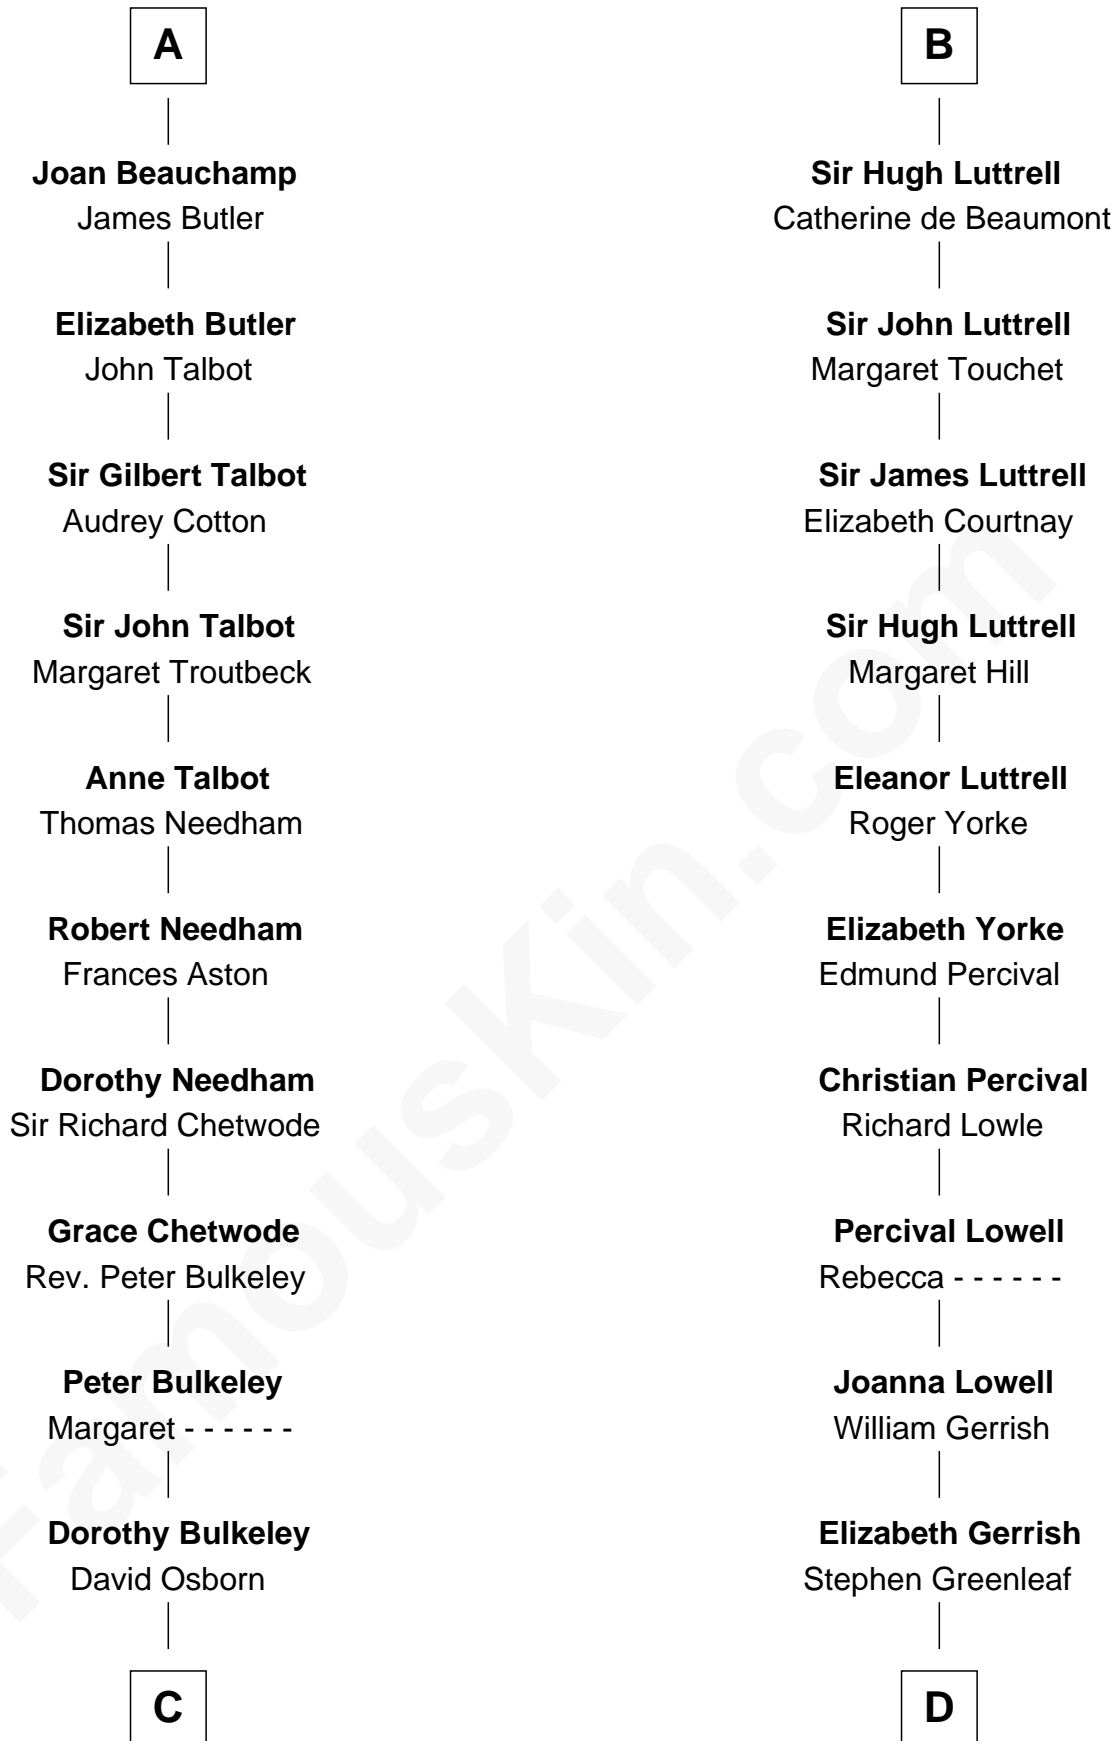 A
Joan Beauchamp
James Butler
Elizabeth Butler
John Talbot
Sir Gilbert Talbot
Audrey Cotton
Sir John Talbot
Margaret Troutbeck
Anne Talbot
Thomas Needham
Robert Needham
Frances Aston
Dorothy Needham
Sir Richard Chetwode
Grace Chetwode
Rev. Peter Bulkeley
Peter Bulkeley
Margaret - - - - - -
Dorothy Bulkeley
David Osborn
C
B
Sir Hugh Luttrell
Catherine de Beaumont
Sir John Luttrell
Margaret Touchet
Sir James Luttrell
Elizabeth Courtnay
Sir Hugh Luttrell
Margaret Hill
Eleanor Luttrell
Roger Yorke
Elizabeth Yorke
Edmund Percival
Christian Percival
Richard Lowle
Percival Lowell
Rebecca - - - - - -
Joanna Lowell
William Gerrish
Elizabeth Gerrish
Stephen Greenleaf
D
FamousKin.com